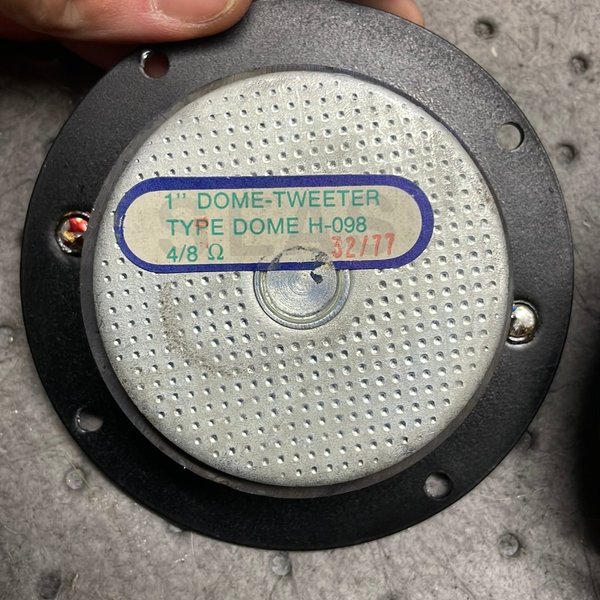 1" DOME-TWEETER
TYPE DOME H-098
4/8 Ω 32/77